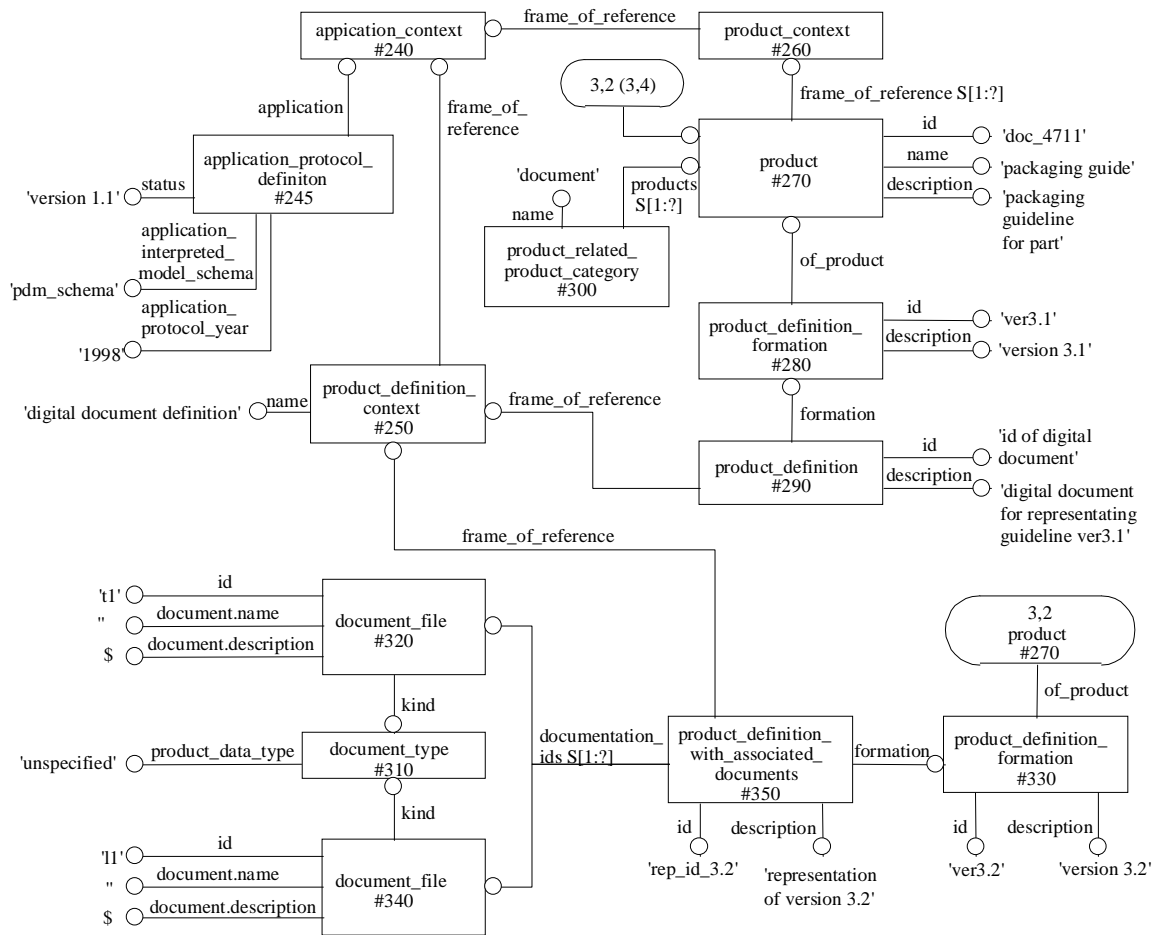 frame_of_reference
appication_context
#240
product_context
#260
3,2 (3,4)
application
frame_of_
reference
frame_of_reference S[1:?]
application_protocol_
definiton
#245
status
'version 1.1'
product
#270
id
'doc_4711'
name
'packaging guide'
description
'packaging
guideline
for part'
'document'
name
products
S[1:?]
product_related_
product_category
#300
application_
interpreted_
model_schema
'pdm_schema'
application_
protocol_year
'1998'
of_product
product_definition_
formation
#280
id
'ver3.1'
description
'version 3.1'
product_definition_
context
#250
name
'digital document definition'
frame_of_reference
formation
product_definition
#290
id
'id of digital
document'
description
'digital document
for representating
guideline ver3.1'
frame_of_reference
't1'
id
document_file
#320
''
document.name
$
document.description
kind
3,2
product
#270
of_product
'unspecified'
product_data_type
document_type
#310
documentation_
ids S[1:?]
product_definition_
with_associated_
documents
#350
formation
product_definition_
formation
#330
kind
id
description
'rep_id_3.2'
'representation
of version 3.2'
id
description
'ver3.2'
'version 3.2'
'l1'
id
document_file
#340
''
document.name
$
document.description